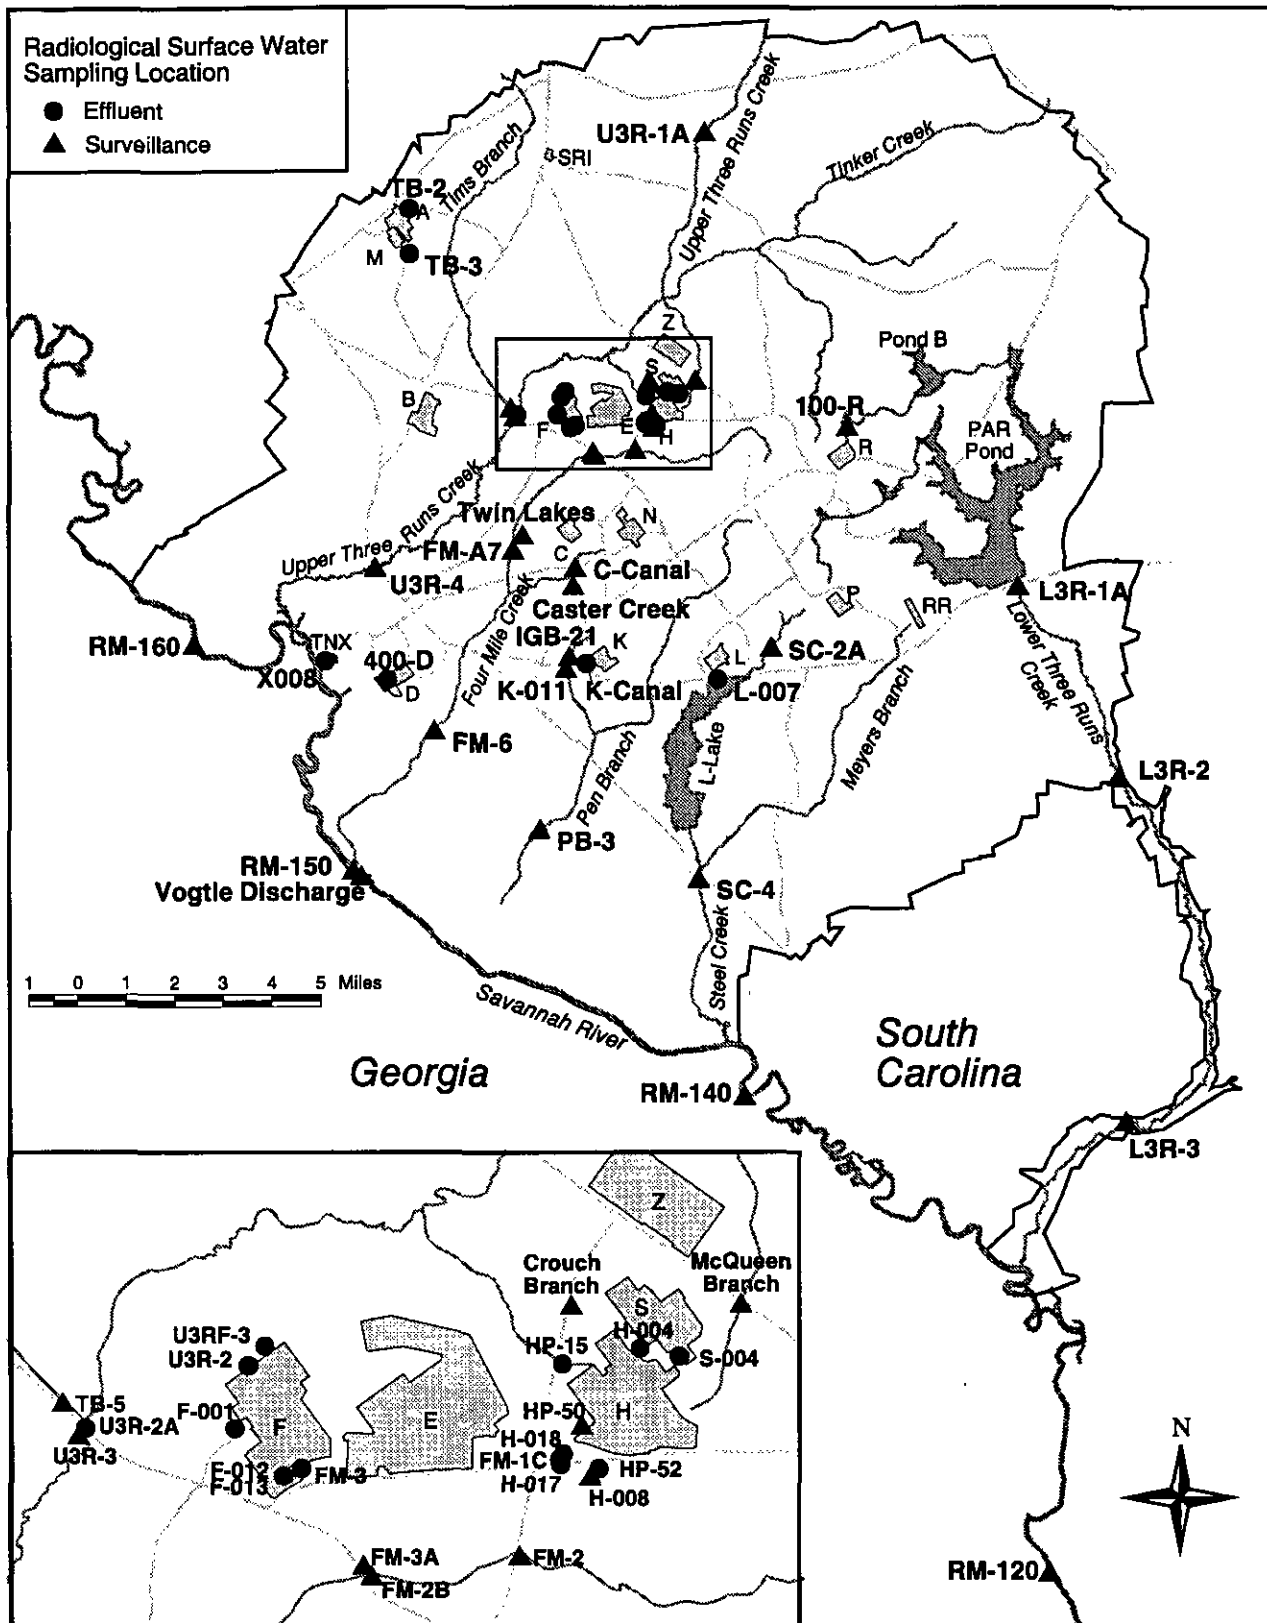 Radiological Surface Water
Sampling Location
Effluent
Surveillance
U3R-1A
Upper Three Runs Creek
Tinker Creek
SRI
Tims Branch
TB-2
A
M
TB-3
Z
S
Pond B
B
F
E
H
100-R
R
PAR
Pond
Upper Three Runs Creek
Twin Lakes
N
FM-A7
C
C-Canal
U3R-4
Caster Creek
P
RR
L3R-1A
Four Mile Creek
IGB-21
K
SC-2A
RM-160
TNX
X008
400-D
D
K-011
K-Canal
L
L-007
Lower Three Runs
Creek
FM-6
Meyers Branch
L-Lake
L3R-2
Pen Branch
PB-3
RM-150
Vogtle Discharge
SC-4
Steel Creek
1 0 1 2 3 4 5 Miles
Savannah River
Georgia
South
Carolina
RM-140
L3R-3
Z
Crouch
Branch
McQueen
Branch
S
H-004
U3RF-3
U3R-2
HP-15
S-004
TB-5
F-001
U3R-2A
F
E
HP-50
H
U3R-3
H-018
F-012
FM-3
FM-1C
HP-52
F-013
H-017
H-008
FM-3A
FM-2
FM-2B
N
RM-120